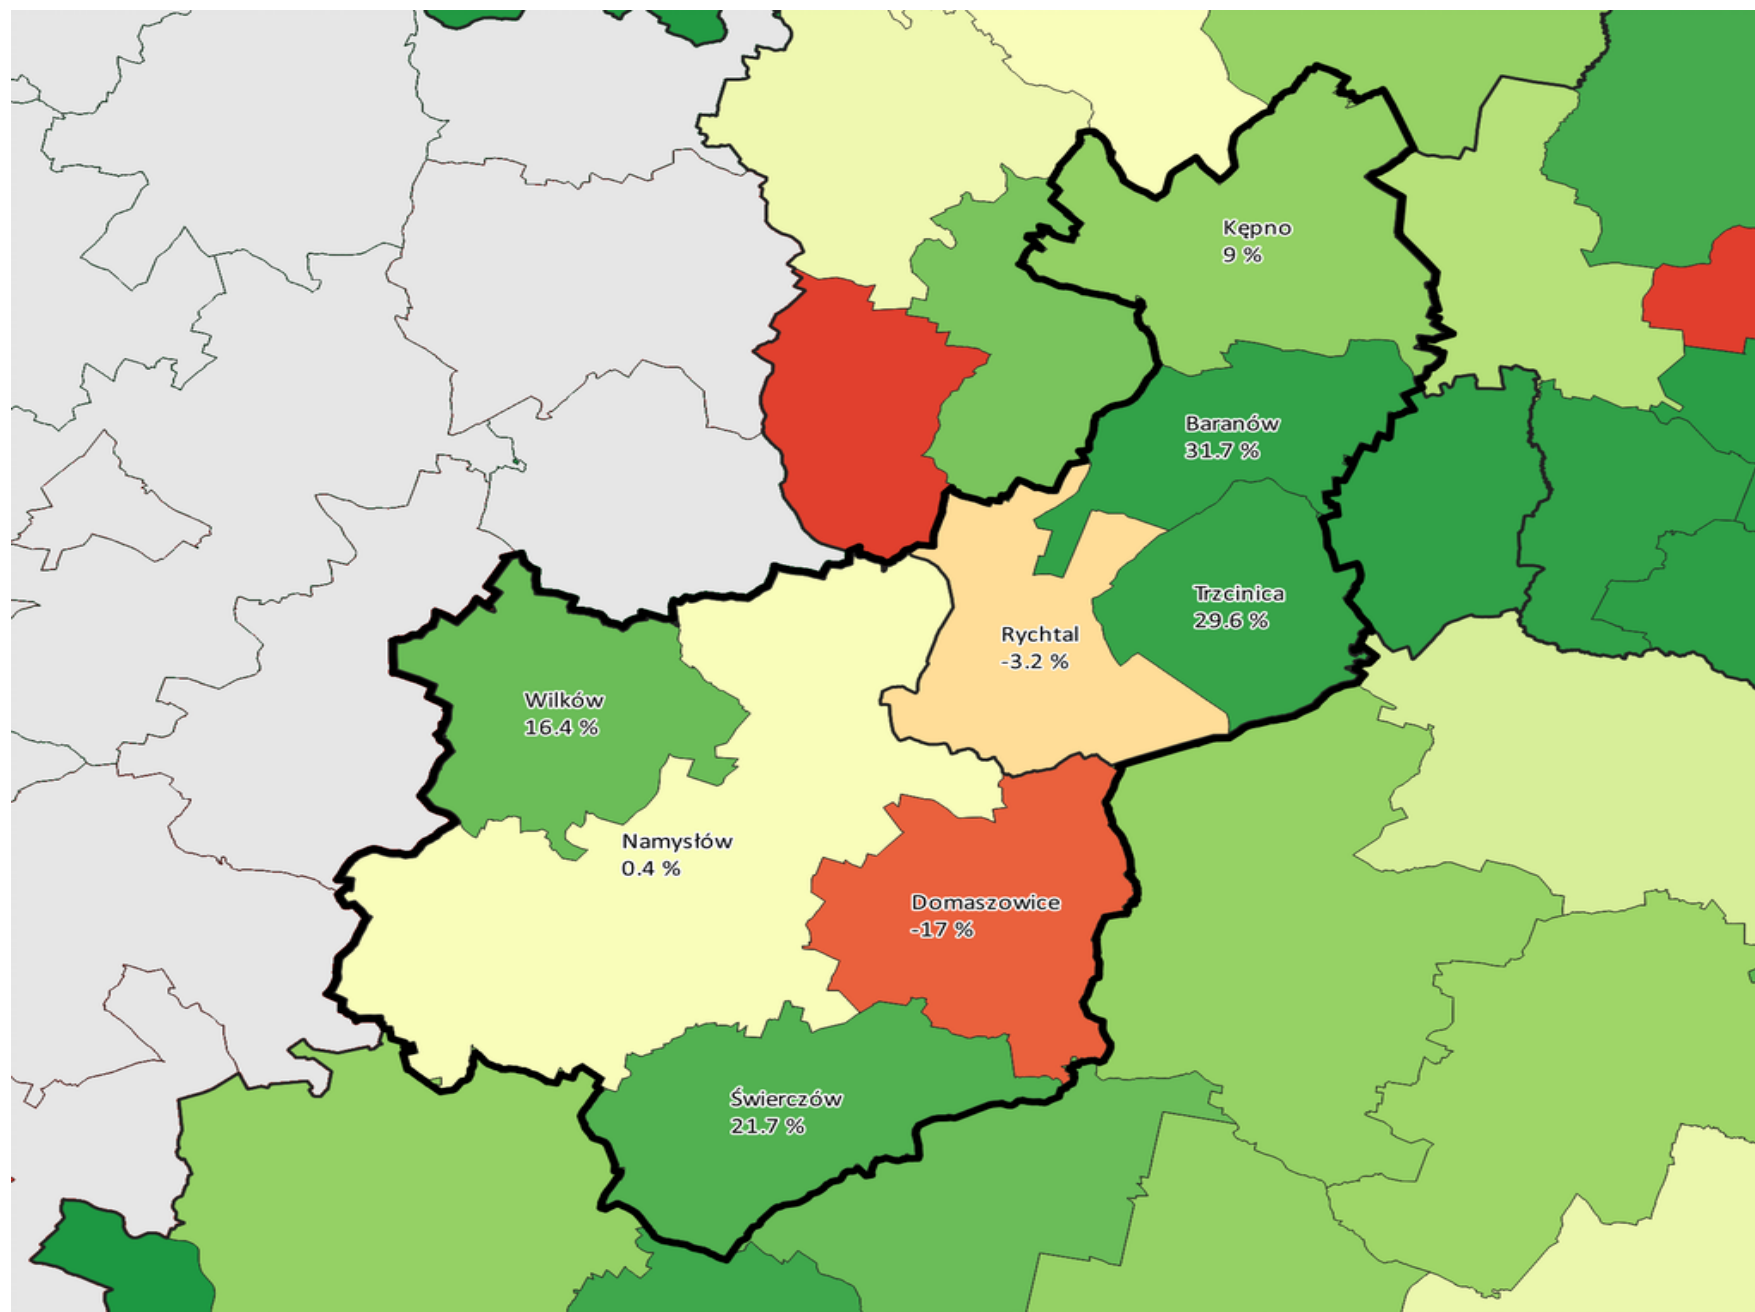 Kępno
9 %
Baranów
31.7 %
Trzcinica
29.6 %
Rychtal
-3.2 %
Wilków
16.4 %
Namysłów
0.4 %
Domaszowice
-17 %
Świerczów
21.7 %